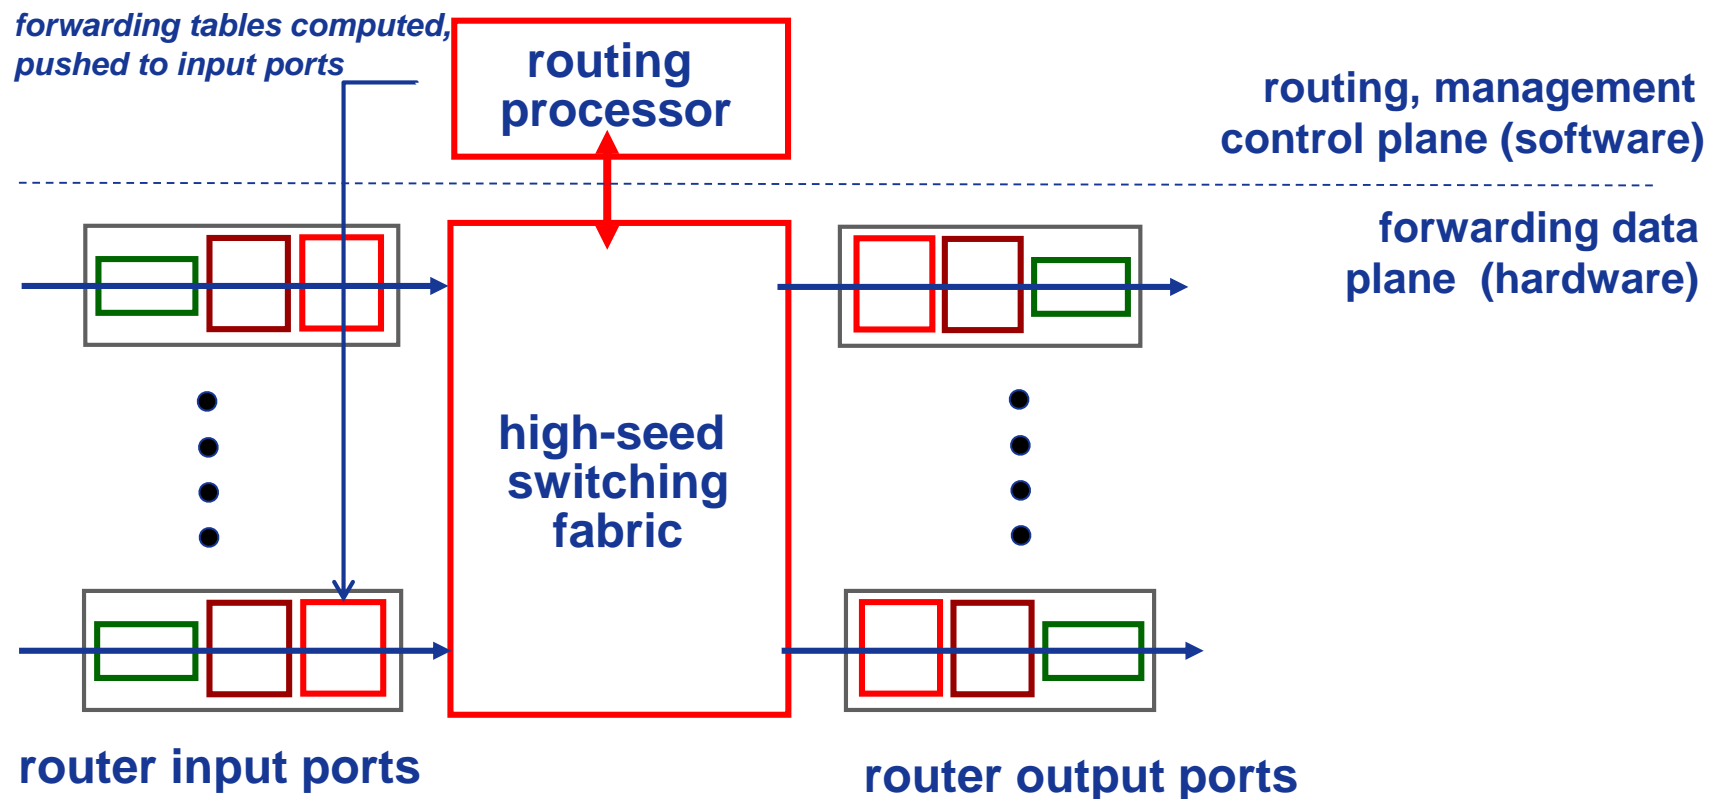 forwarding tables computed,
pushed to input ports
routing
processor
routing, management
control plane (software)
forwarding data
plane (hardware)
high-seed
switching
fabric
router input ports
router output ports